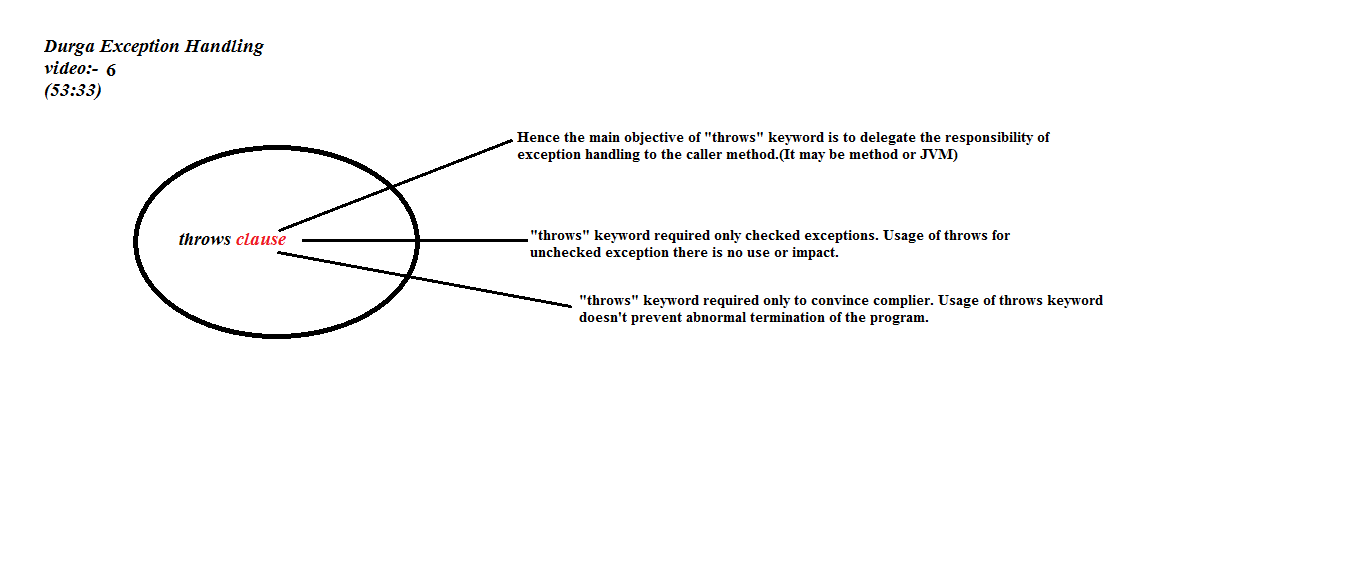 Durga Exception Handling
video:- 6
(53:33)
Hence the main objective of "throws" keyword is to delegate the responsibility of
exception handling to the caller method.(It may be method or JVM)
throws clause
"throws" keyword required only checked exceptions. Usage of throws for
unchecked exception there is no use or impact.
"throws" keyword required only to convince complier. Usage of throws keyword
doesn't prevent abnormal termination of the program.